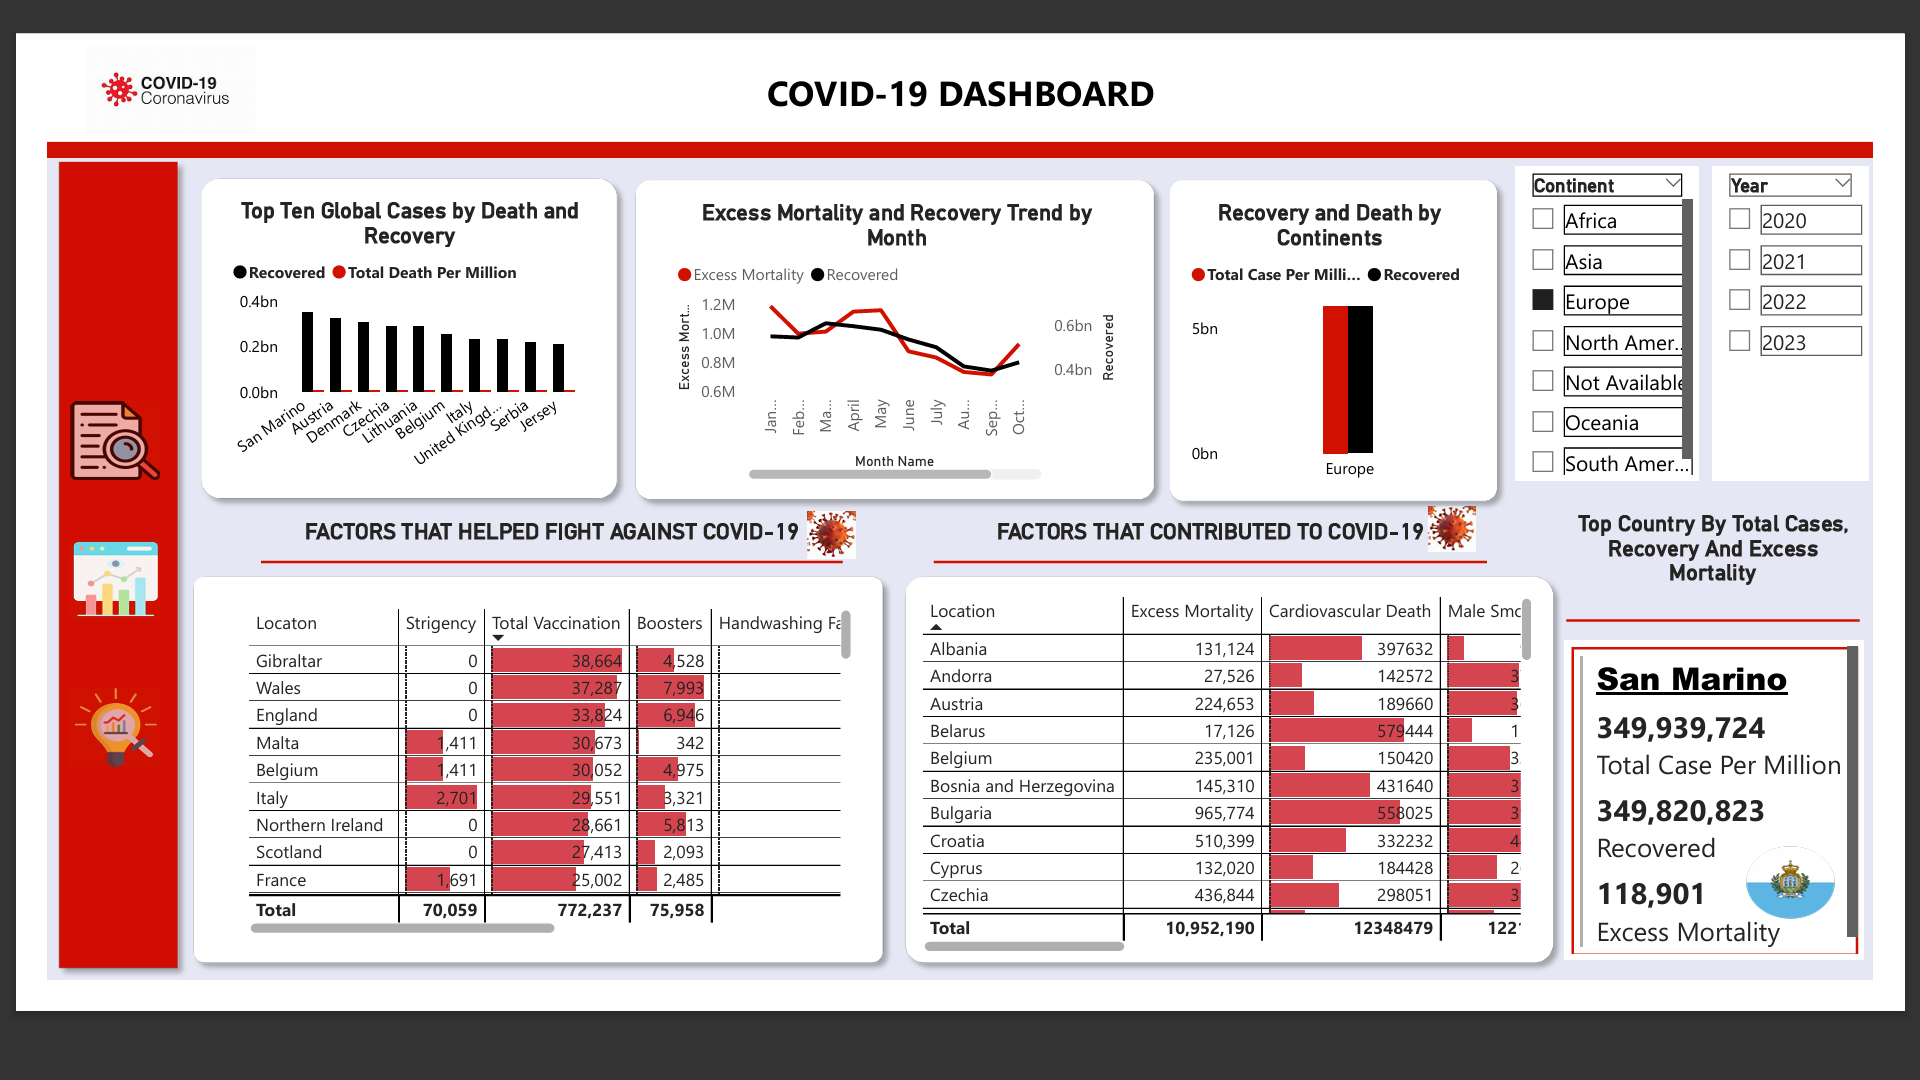 COVID-19
Coronavirus
COVID-19 DASHBOARD
Top Ten Global Cases by Death and
Recovery
Recovered Total Death Per Million
0.4bn
0.2bn
0.0bn
San Marino
Austria
Denmark
Czechia
Lithuania
Belgium
Italy
United Kingd...
Serbia
Jersey
Excess Mortality and Recovery Trend by
Month
Excess Mortality Recovered
Excess Mort...
1.2M
1.0M
0.8M
0.6M
0.6bn
0.4bn
Recovered
Jan...
Feb...
Ma...
April
May
June
July
Au...
Sep...
Oct...
Month Name
Recovery and Death by
Continents
Total Case Per Milli... Recovered
5bn
0bn
Europe
Continent
Africa
Asia
Europe
North Amer...
Not Available
Oceania
South Amer...
Year
2020
2021
2022
2023
FACTORS THAT HELPED FIGHT AGAINST COVID-19
Locaton Strigency Total Vaccination Boosters Handwashing Fa
Gibraltar 0 38,664 4,528
Wales 0 37,287 7,993
England 0 33,824 6,946
Malta 1,411 30,673 342
Belgium 1,411 30,052 4,975
Italy 2,701 29,551 3,321
Northern Ireland 0 28,661 5,813
Scotland 0 27,413 2,093
France 1,691 25,002 2,485
Total 70,059 772,237 75,958
FACTORS THAT CONTRIBUTED TO COVID-19
Location Excess Mortality Cardiovascular Death Male Smo
Albania 131,124 397632
Andorra 27,526 142572 3
Austria 224,653 189660 3
Belarus 17,126 579444 1
Belgium 235,001 150420 3
Bosnia and Herzegovina 145,310 431640 3
Bulgaria 965,774 558025 3
Croatia 510,399 332232 4
Cyprus 132,020 184428 2
Czechia 436,844 298051 3
Total 10,952,190 12348479 122
Top Country By Total Cases,
Recovery And Excess
Mortality
San Marino
349,939,724
Total Case Per Million
349,820,823
Recovered
118,901
Excess Mortality